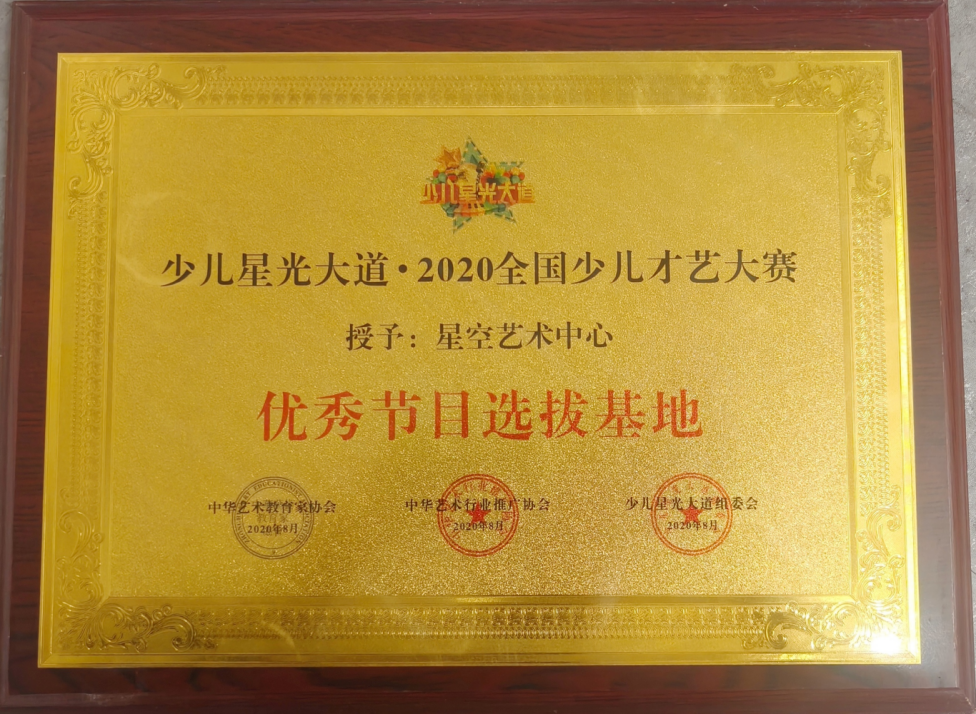 少儿星光大道
少儿星光大道·2020全国少儿才艺大赛
授予：星空艺术中心
优秀节目选拔基地
中华艺术教育家协会 中华艺术行业推广协会 少儿星光大道组委会
2020年8月 2020年8月 2020年8月